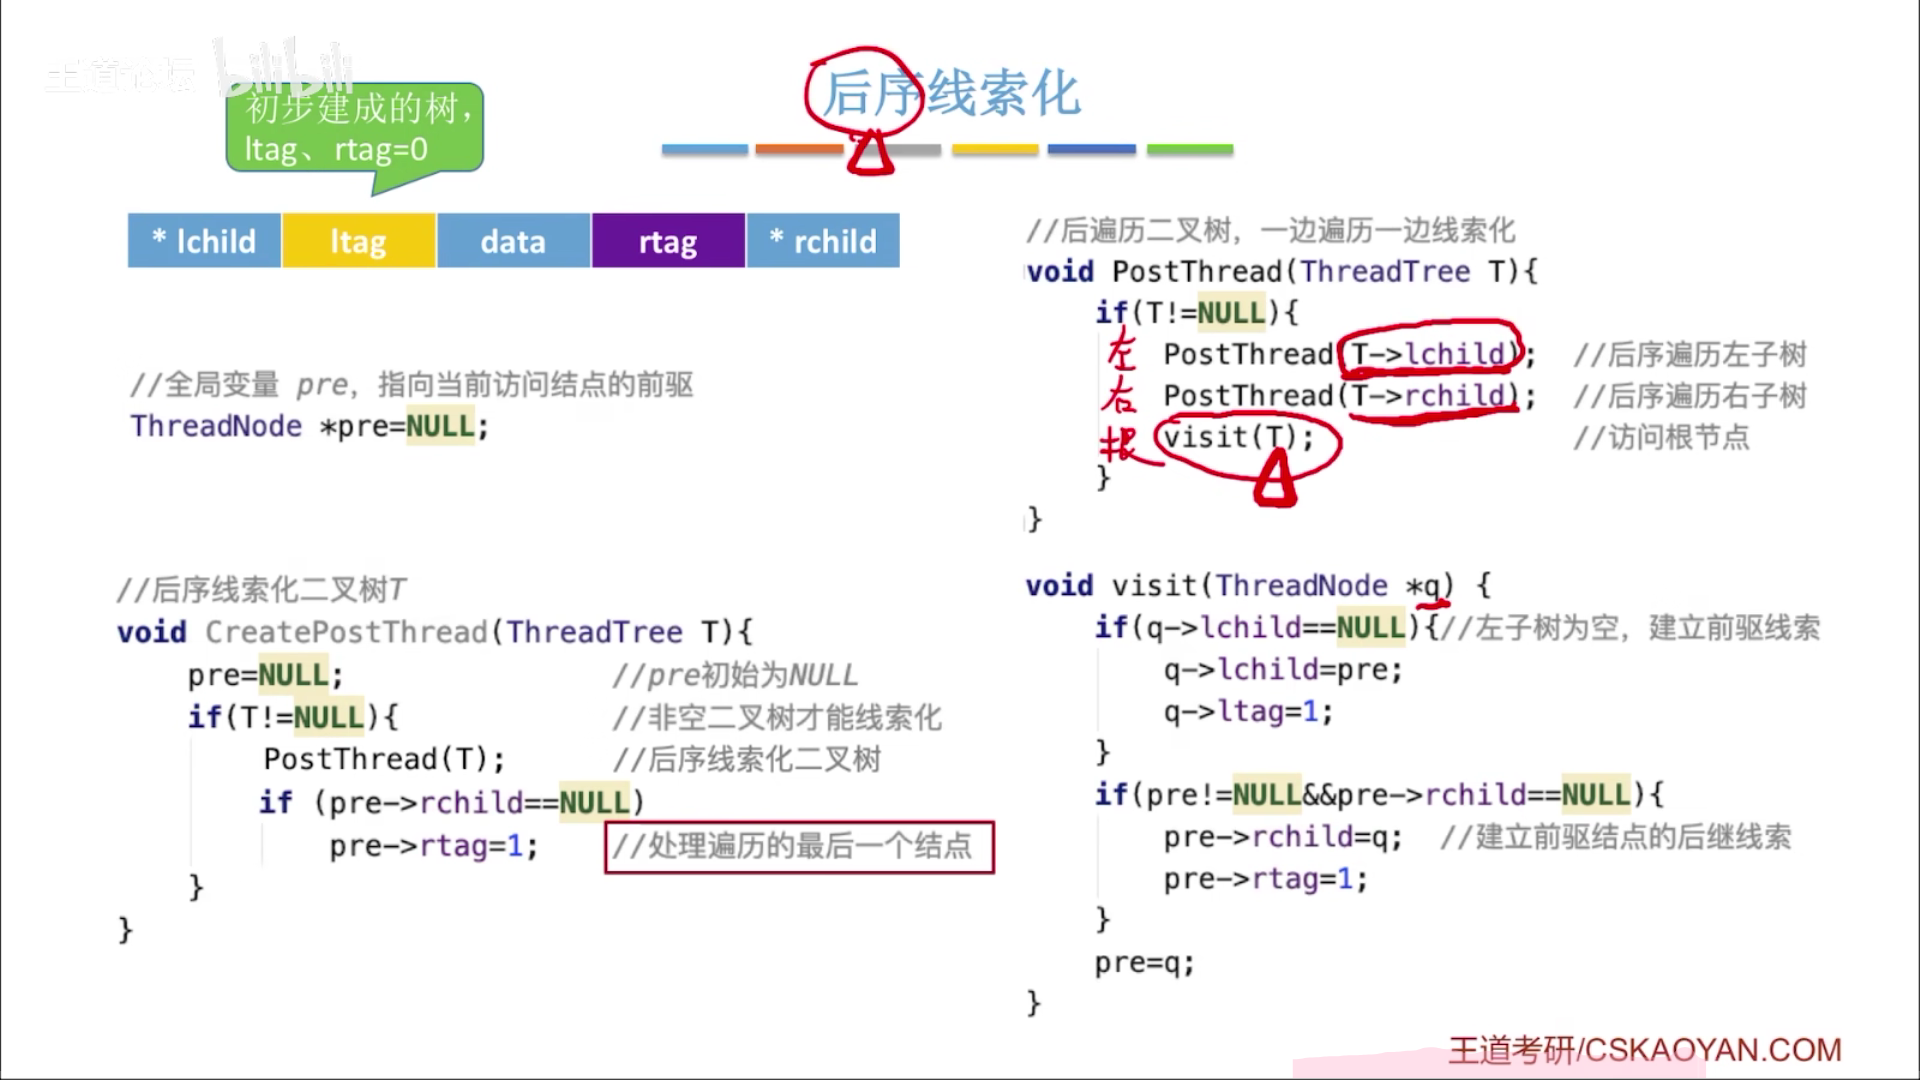 王道论坛 bilibili
后序线索化
初步建成的树，
ltag、rtag=0
* lchild ltag data rtag * rchild
//全局变量 pre，指向当前访问结点的前驱
ThreadNode *pre=NULL;
//后序线索化二叉树T
void CreatePostThread(ThreadTree T){
pre=NULL; //pre初始为NULL
if(T!=NULL){ //非空二叉树才能线索化
PostThread(T); //后序线索化二叉树
if (pre->rchild==NULL)
pre->rtag=1; //处理遍历的最后一个结点
}
}
//后遍历二叉树，一边遍历一边线索化
void PostThread(ThreadTree T){
if(T!=NULL){
左 PostThread(T->lchild); //后序遍历左子树
右 PostThread(T->rchild); //后序遍历右子树
根 visit(T); //访问根节点
}
}
void visit(ThreadNode *q) {
if(q->lchild==NULL){//左子树为空，建立前驱线索
q->lchild=pre;
q->ltag=1;
}
if(pre!=NULL&&pre->rchild==NULL){
pre->rchild=q; //建立前驱结点的后继线索
pre->rtag=1;
}
pre=q;
}
王道考研/CSKAOYAN.COM